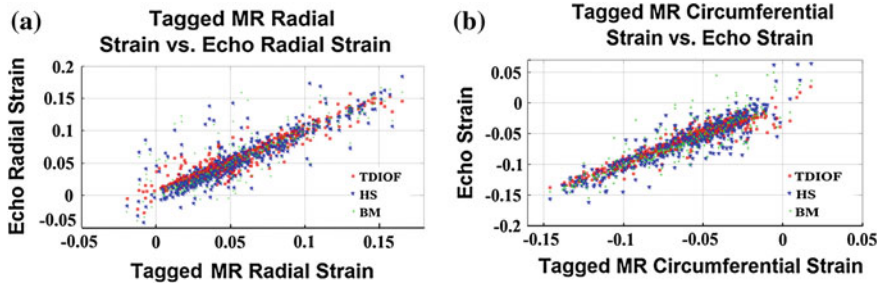 (a)
Tagged MR Radial
Strain vs. Echo Radial Strain
Echo Radial Strain
0.2
0.15
0.1
0.05
0
-0.05
TDIOF
HS
BM
-0.05 0 0.05 0.1 0.15
Tagged MR Radial Strain
(b)
Tagged MR Circumferential
Strain vs. Echo Strain
Echo Strain
0.05
0
-0.05
-0.1
-0.15
-0.2
TDIOF
HS
BM
-0.15 -0.1 -0.05 0 0.05
Tagged MR Circumferential Strain